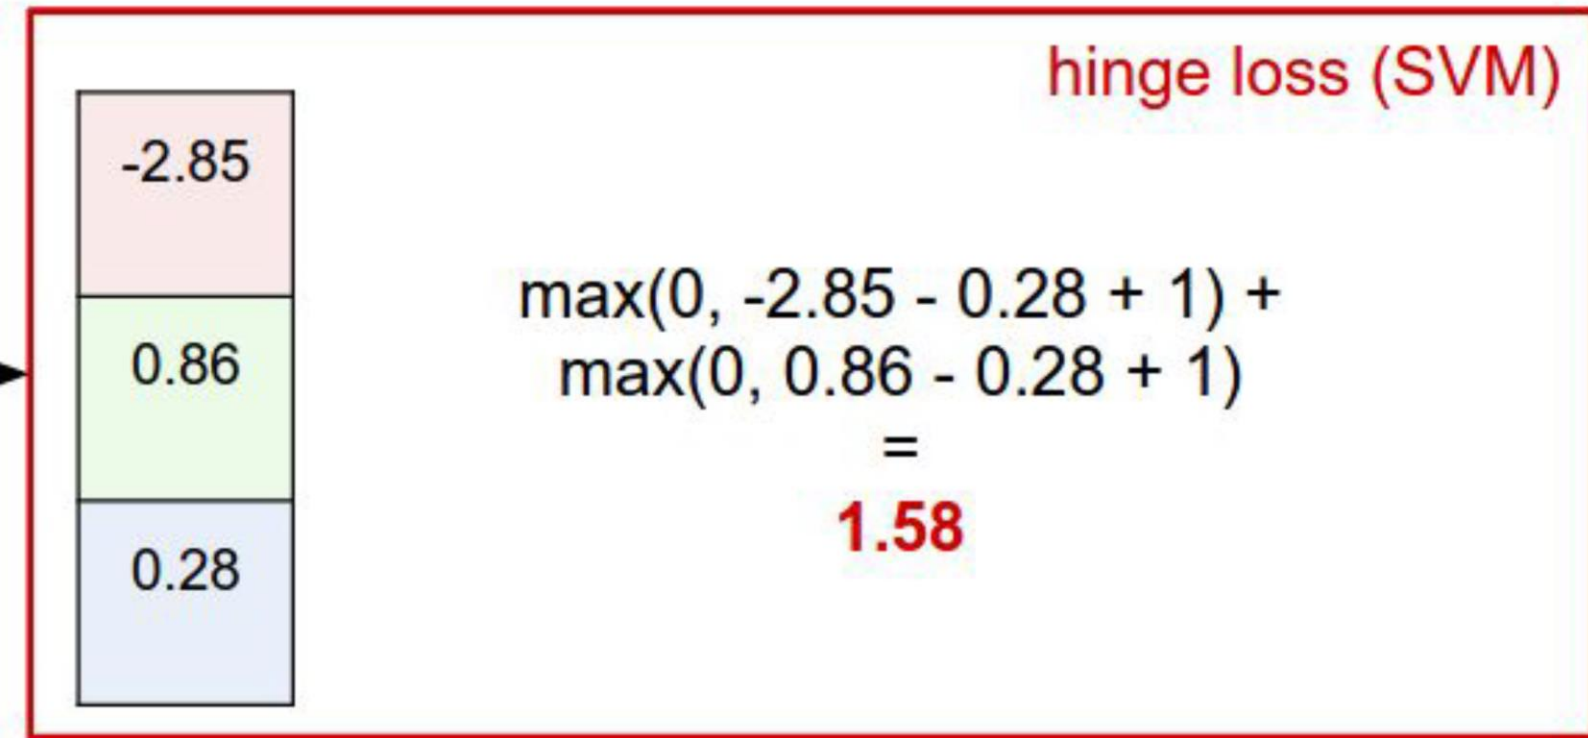 hinge loss (SVM)
-2.85
0.86
0.28
max(0, -2.85 - 0.28 + 1) +
max(0, 0.86 - 0.28 + 1)
=
1.58